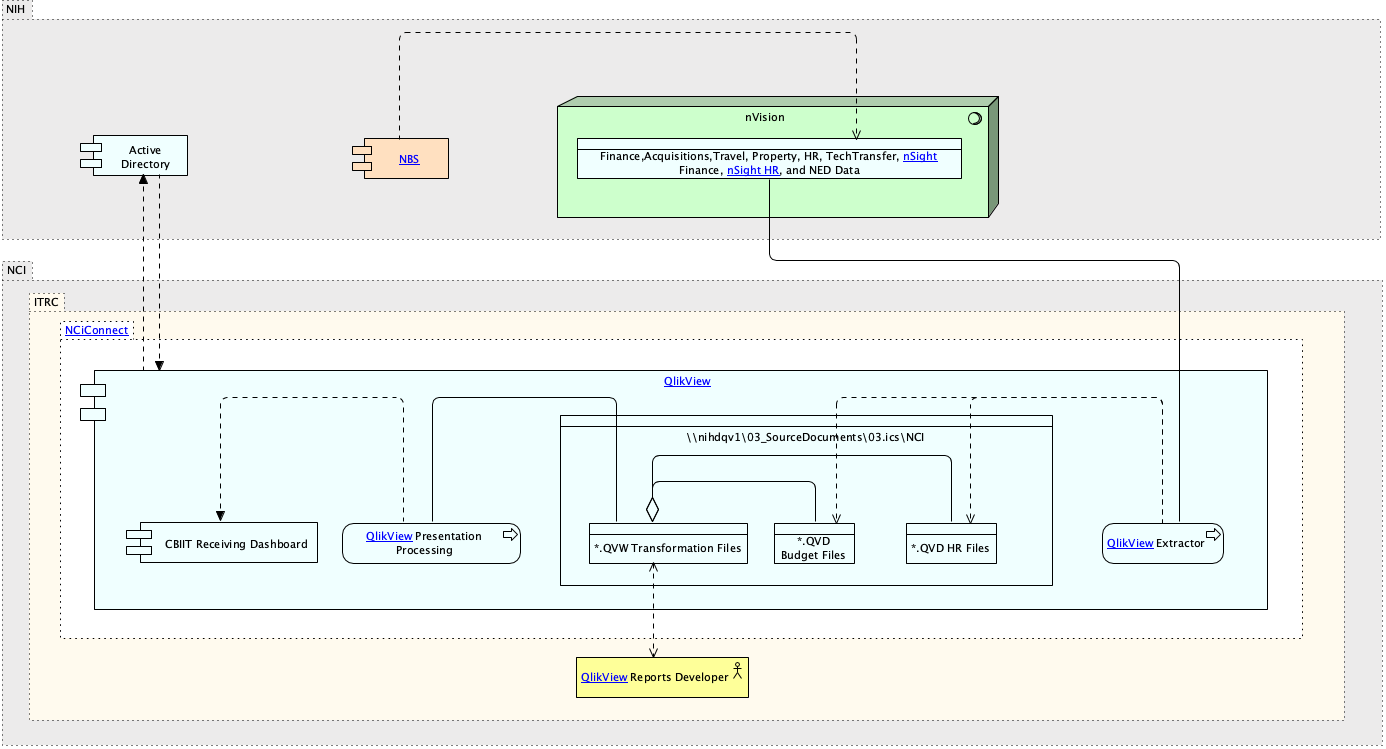 NIH
nVision
Active
Directory
NBS
Finance,Acquisitions,Travel, Property, HR, TechTransfer, nSight
Finance, nSight HR, and NED Data
NCI
ITRC
NCiConnect
QlikView
\\nihdqv1\03_SourceDocuments\03.ics\NCI
CBIIT Receiving Dashboard
QlikView Presentation
Processing
*.QVW Transformation Files
*.QVD
Budget Files
*.QVD HR Files
QlikView Extractor
QlikView Reports Developer